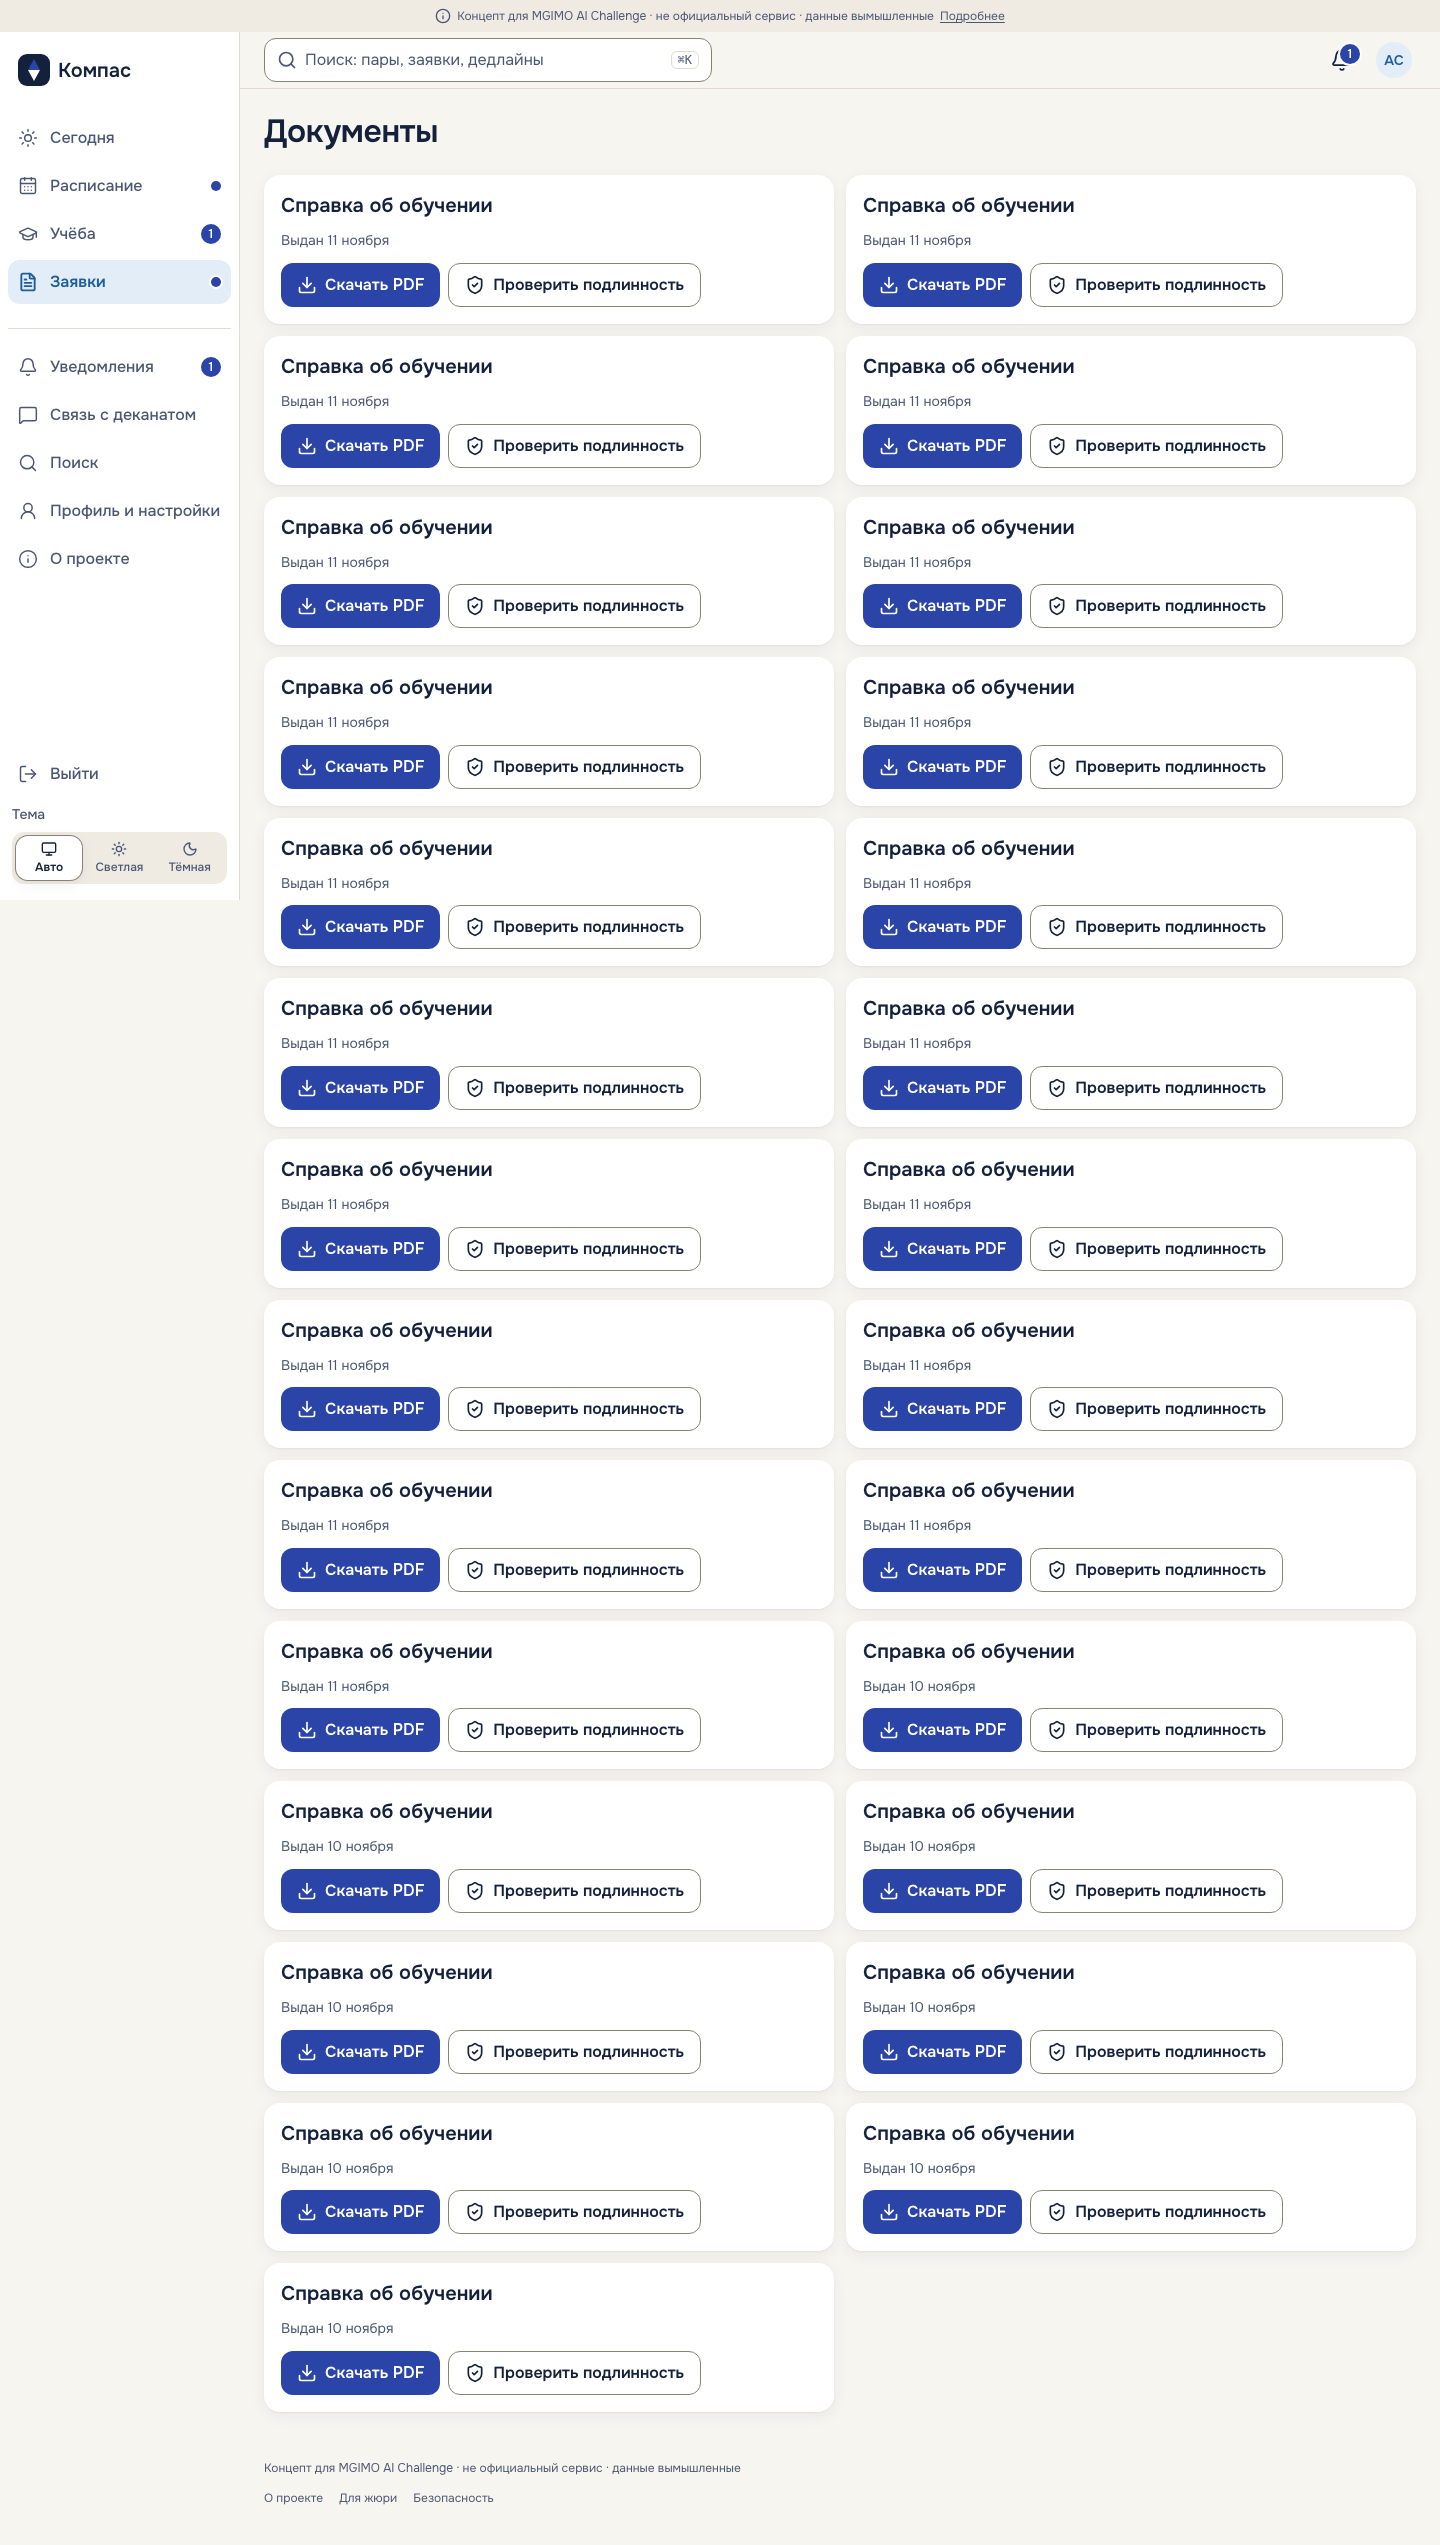 Концепт для MGIMO AI Challenge · не официальный сервис · данные вымышленные Подробнее
Компас
Поиск: пары, заявки, дедлайны ⌘K
1
АС
Сегодня
Расписание
Учёба 1
Заявки
Уведомления 1
Связь с деканатом
Поиск
Профиль и настройки
О проекте
Выйти
Тема
Авто Светлая Тёмная
Документы
Справка об обучении Справка об обучении
Выдан 11 ноября Выдан 11 ноября
Скачать PDF Проверить подлинность Скачать PDF Проверить подлинность
Справка об обучении Справка об обучении
Выдан 11 ноября Выдан 11 ноября
Скачать PDF Проверить подлинность Скачать PDF Проверить подлинность
Справка об обучении Справка об обучении
Выдан 11 ноября Выдан 11 ноября
Скачать PDF Проверить подлинность Скачать PDF Проверить подлинность
Справка об обучении Справка об обучении
Выдан 11 ноября Выдан 11 ноября
Скачать PDF Проверить подлинность Скачать PDF Проверить подлинность
Справка об обучении Справка об обучении
Выдан 11 ноября Выдан 11 ноября
Скачать PDF Проверить подлинность Скачать PDF Проверить подлинность
Справка об обучении Справка об обучении
Выдан 11 ноября Выдан 11 ноября
Скачать PDF Проверить подлинность Скачать PDF Проверить подлинность
Справка об обучении Справка об обучении
Выдан 11 ноября Выдан 11 ноября
Скачать PDF Проверить подлинность Скачать PDF Проверить подлинность
Справка об обучении Справка об обучении
Выдан 11 ноября Выдан 11 ноября
Скачать PDF Проверить подлинность Скачать PDF Проверить подлинность
Справка об обучении Справка об обучении
Выдан 11 ноября Выдан 11 ноября
Скачать PDF Проверить подлинность Скачать PDF Проверить подлинность
Справка об обучении Справка об обучении
Выдан 11 ноября Выдан 10 ноября
Скачать PDF Проверить подлинность Скачать PDF Проверить подлинность
Справка об обучении Справка об обучении
Выдан 10 ноября Выдан 10 ноября
Скачать PDF Проверить подлинность Скачать PDF Проверить подлинность
Справка об обучении Справка об обучении
Выдан 10 ноября Выдан 10 ноября
Скачать PDF Проверить подлинность Скачать PDF Проверить подлинность
Справка об обучении Справка об обучении
Выдан 10 ноября Выдан 10 ноября
Скачать PDF Проверить подлинность Скачать PDF Проверить подлинность
Справка об обучении
Выдан 10 ноября
Скачать PDF Проверить подлинность
Концепт для MGIMO AI Challenge · не официальный сервис · данные вымышленные
О проекте Для жюри Безопасность